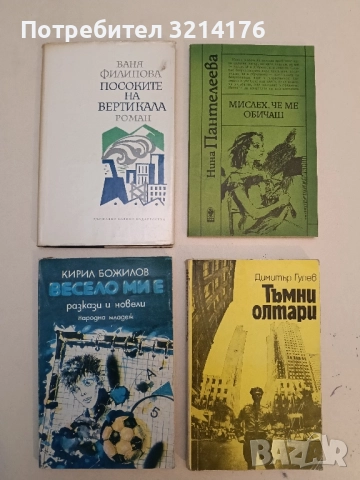 Потребител 3214176
ВАНЯ
ФИЛИПОВА
ПОСОКИТЕ
НА
ВЕРТИКАЛА
РОМАН
Нина Пантелеева
МИСЛЕХ, ЧЕ МЕ
ОБИЧАШ
КИРИЛ БОЖИЛОВ
ВЕСЕЛО МИ Е
разкази и новели
народна младеж
A
5
Димитър Гулев
Тъмни
олтари
BAZAR